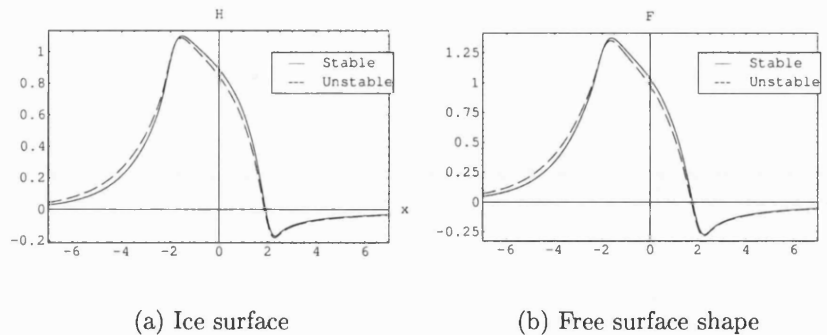 H
1
0.8
0.6
0.4
0.2
0
-0.2
-6 -4 -2 0 2 4 6
x
Stable
Unstable
(a) Ice surface
F
1.25
1
0.75
0.5
0.25
0
-0.25
-6 -4 -2 0 2 4 6
Stable
Unstable
(b) Free surface shape